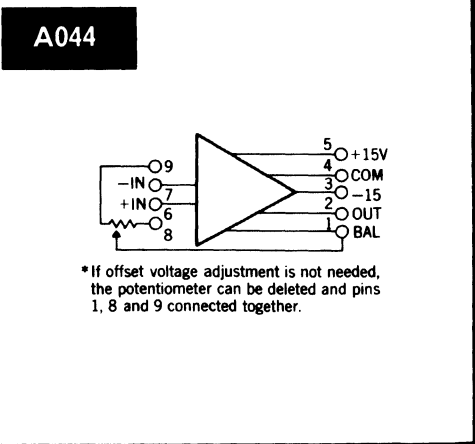 A044
5
+15V
9
4
COM
−IN
3
7
−15
+IN
2
6
OUT
1
8
BAL
*If offset voltage adjustment is not needed,
the potentiometer can be deleted and pins
1, 8 and 9 connected together.